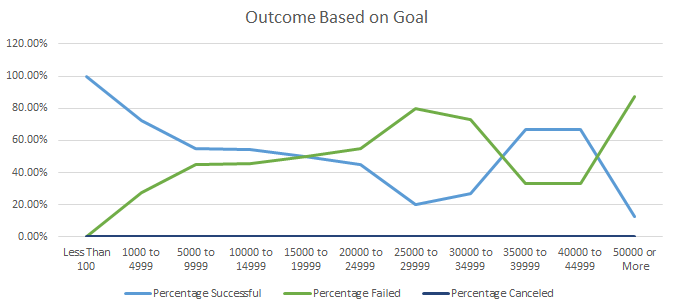 Outcome Based on Goal
120.00%
100.00%
80.00%
60.00%
40.00%
20.00%
0.00%
Less Than 100
1000 to 4999
5000 to 9999
10000 to 14999
15000 to 19999
20000 to 24999
25000 to 29999
30000 to 34999
35000 to 39999
40000 to 44999
50000 or More
Percentage Successful
Percentage Failed
Percentage Canceled